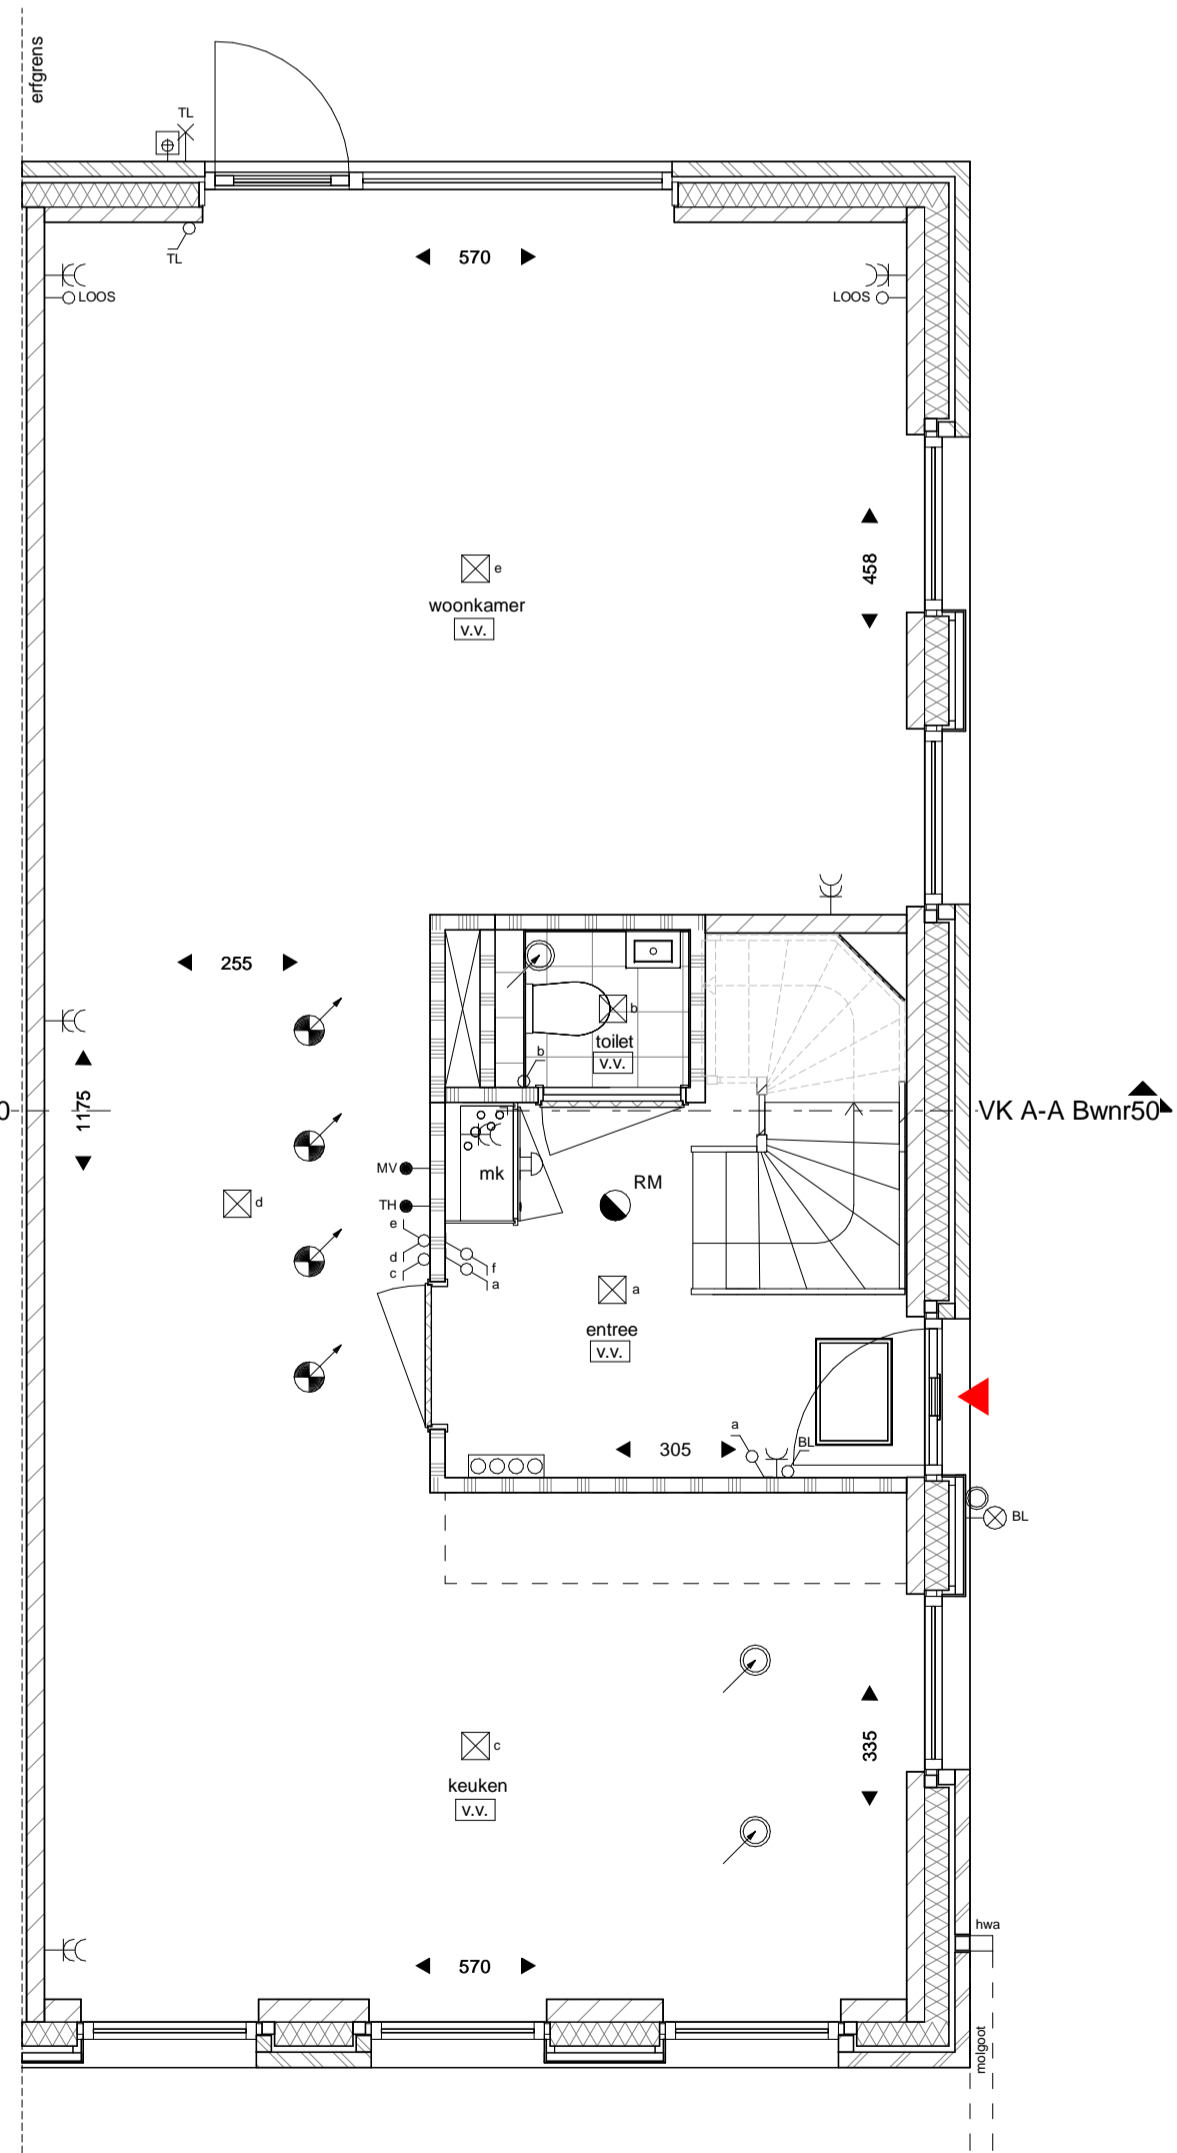 erfgrens
TL
TL
570
LOOS
LOOS
e
458
woonkamer
v.v.
255
b
toilet
v.v.
b
1175
0
VK A-A Bwnr50
MV
mk
RM
TH
d
e
d
c
f
a
a
entree
v.v.
305
a
BL
BL
335
c
keuken
v.v.
570
hwa
molgoot